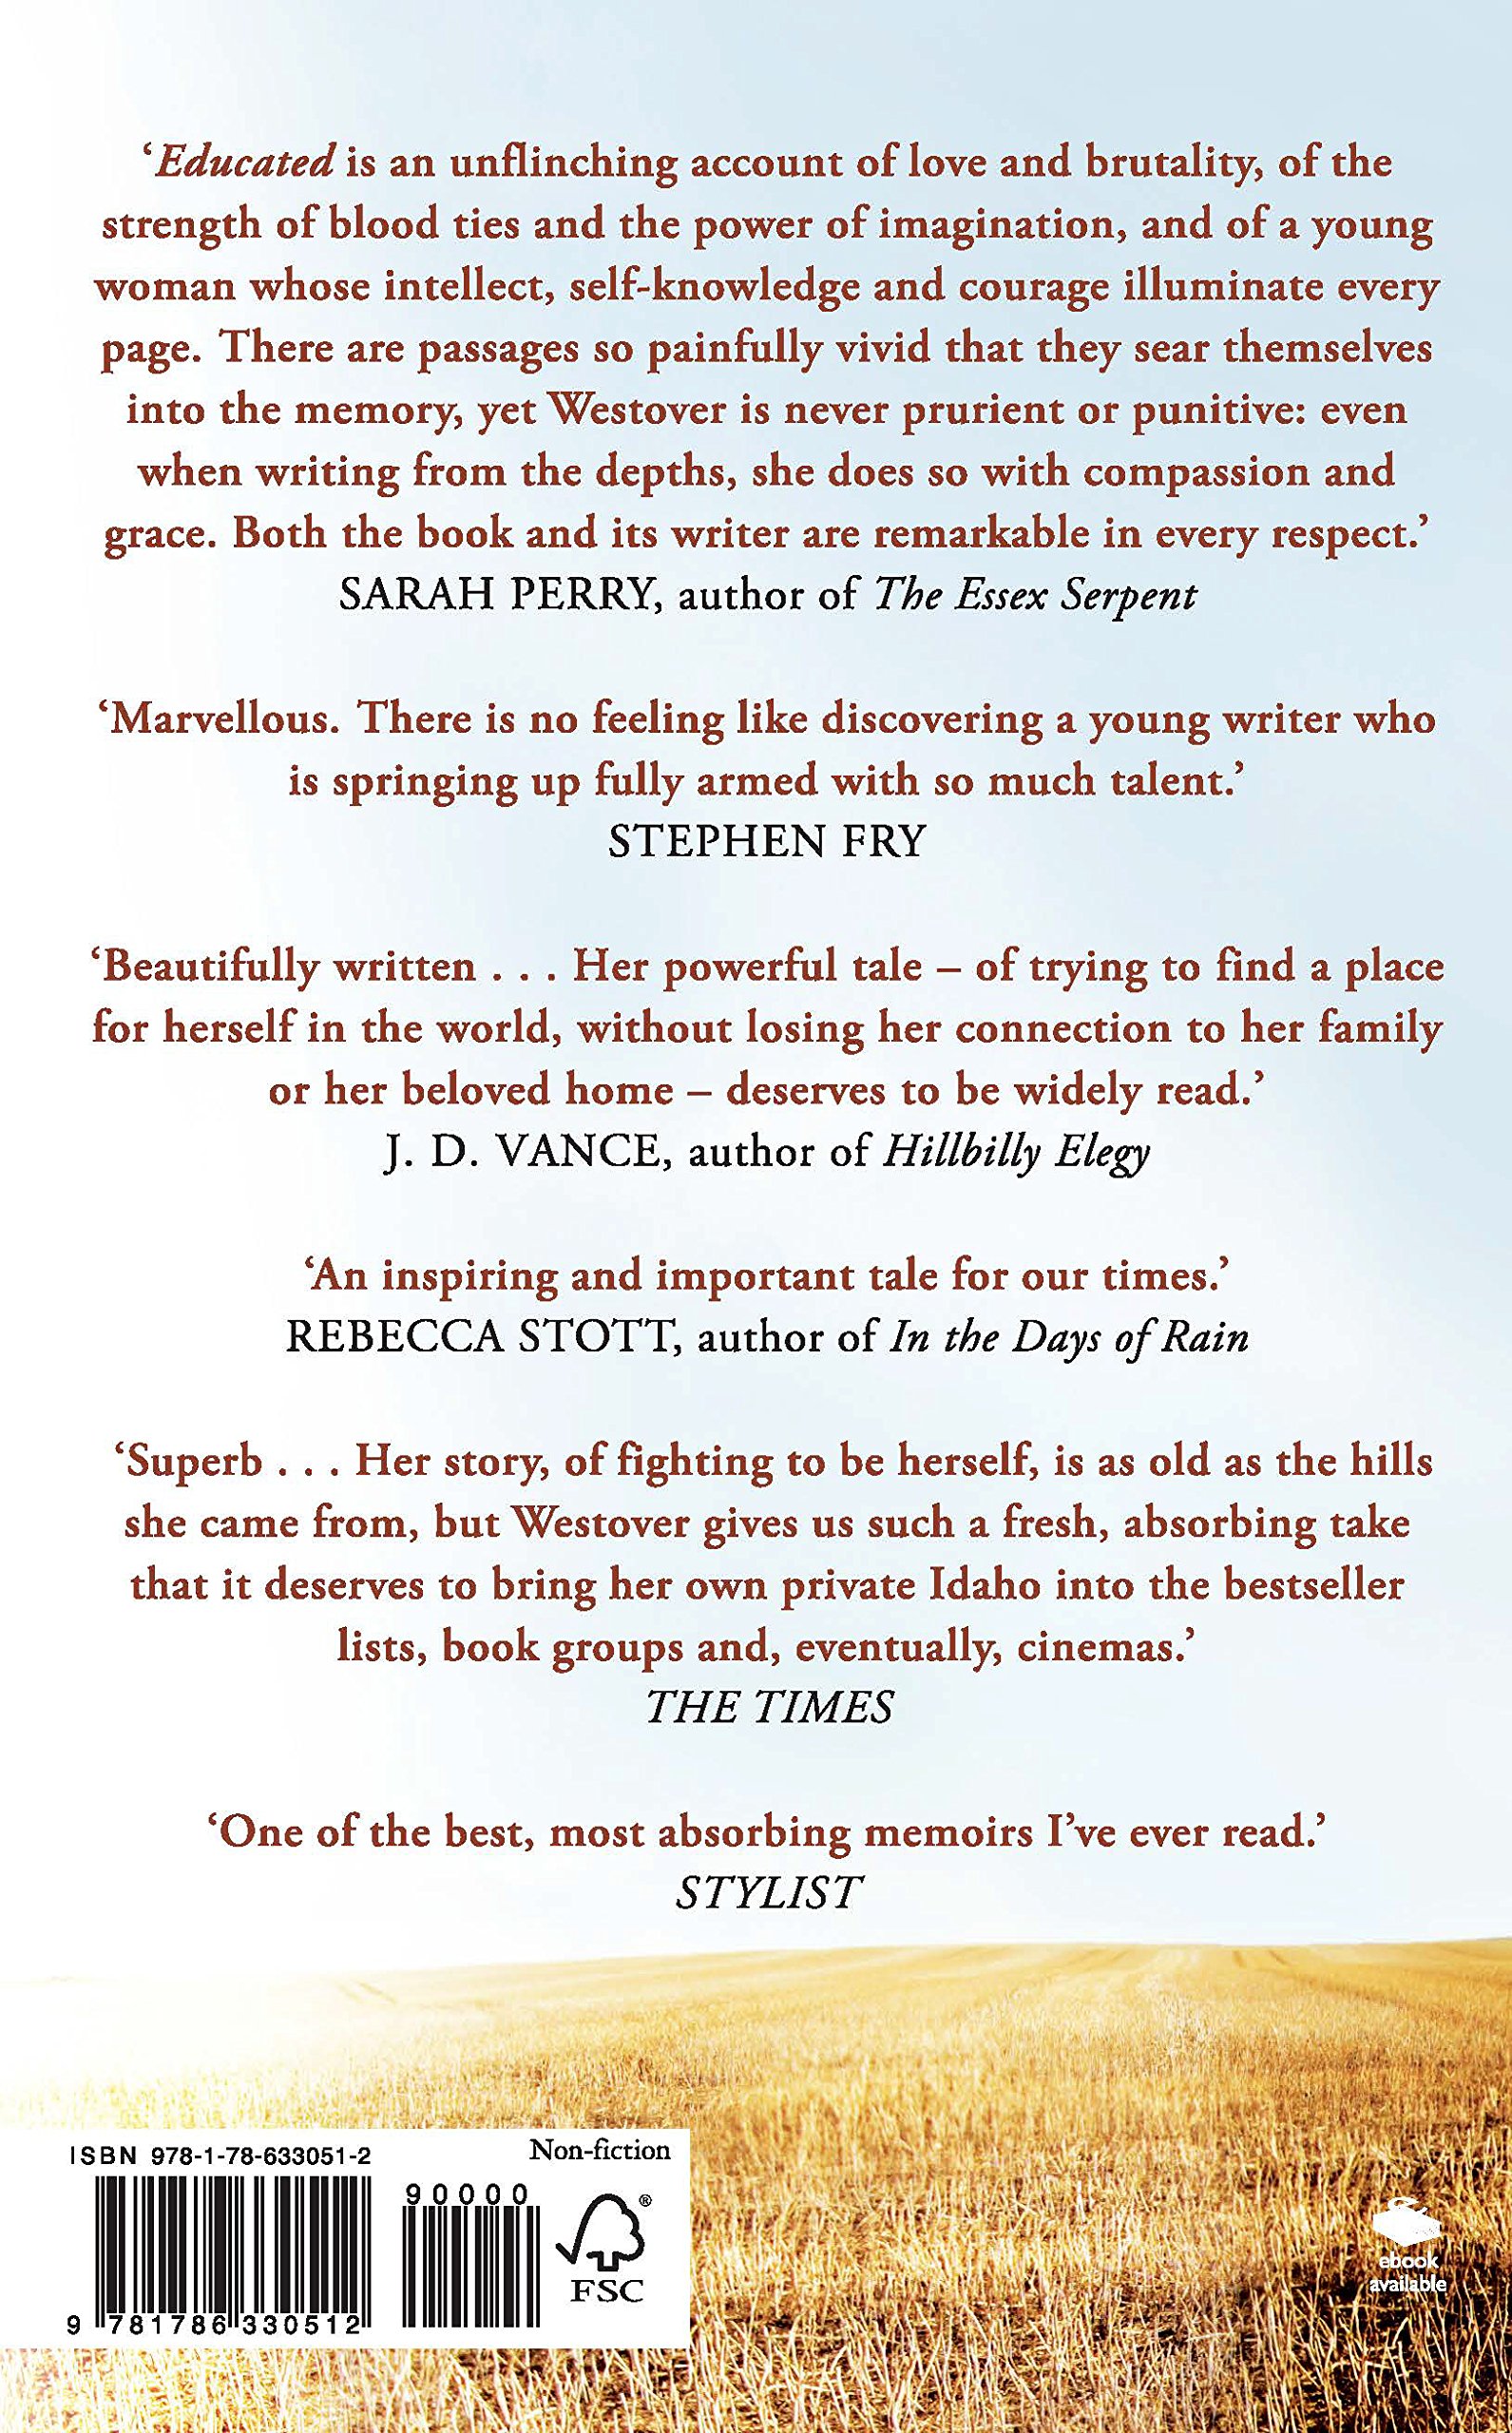 ‘Educated is an unflinching account of love and brutality, of the
strength of blood ties and the power of imagination, and of a young
woman whose intellect, self-knowledge and courage illuminate every
page. There are passages so painfully vivid that they sear themselves
into the memory, yet Westover is never prurient or punitive: even
when writing from the depths, she does so with compassion and
grace. Both the book and its writer are remarkable in every respect.’
SARAH PERRY, author of The Essex Serpent
‘Marvellous. There is no feeling like discovering a young writer who
is springing up fully armed with so much talent.’
STEPHEN FRY
‘Beautifully written . . . Her powerful tale – of trying to find a place
for herself in the world, without losing her connection to her family
or her beloved home – deserves to be widely read.’
J. D. VANCE, author of Hillbilly Elegy
‘An inspiring and important tale for our times.’
REBECCA STOTT, author of In the Days of Rain
‘Superb . . . Her story, of fighting to be herself, is as old as the hills
she came from, but Westover gives us such a fresh, absorbing take
that it deserves to bring her own private Idaho into the bestseller
lists, book groups and, eventually, cinemas.’
THE TIMES
‘One of the best, most absorbing memoirs I’ve ever read.’
STYLIST
ISBN 978-1-78-633051-2
Non-fiction
90000
®
FSC
9 781786 330512
ebook
available